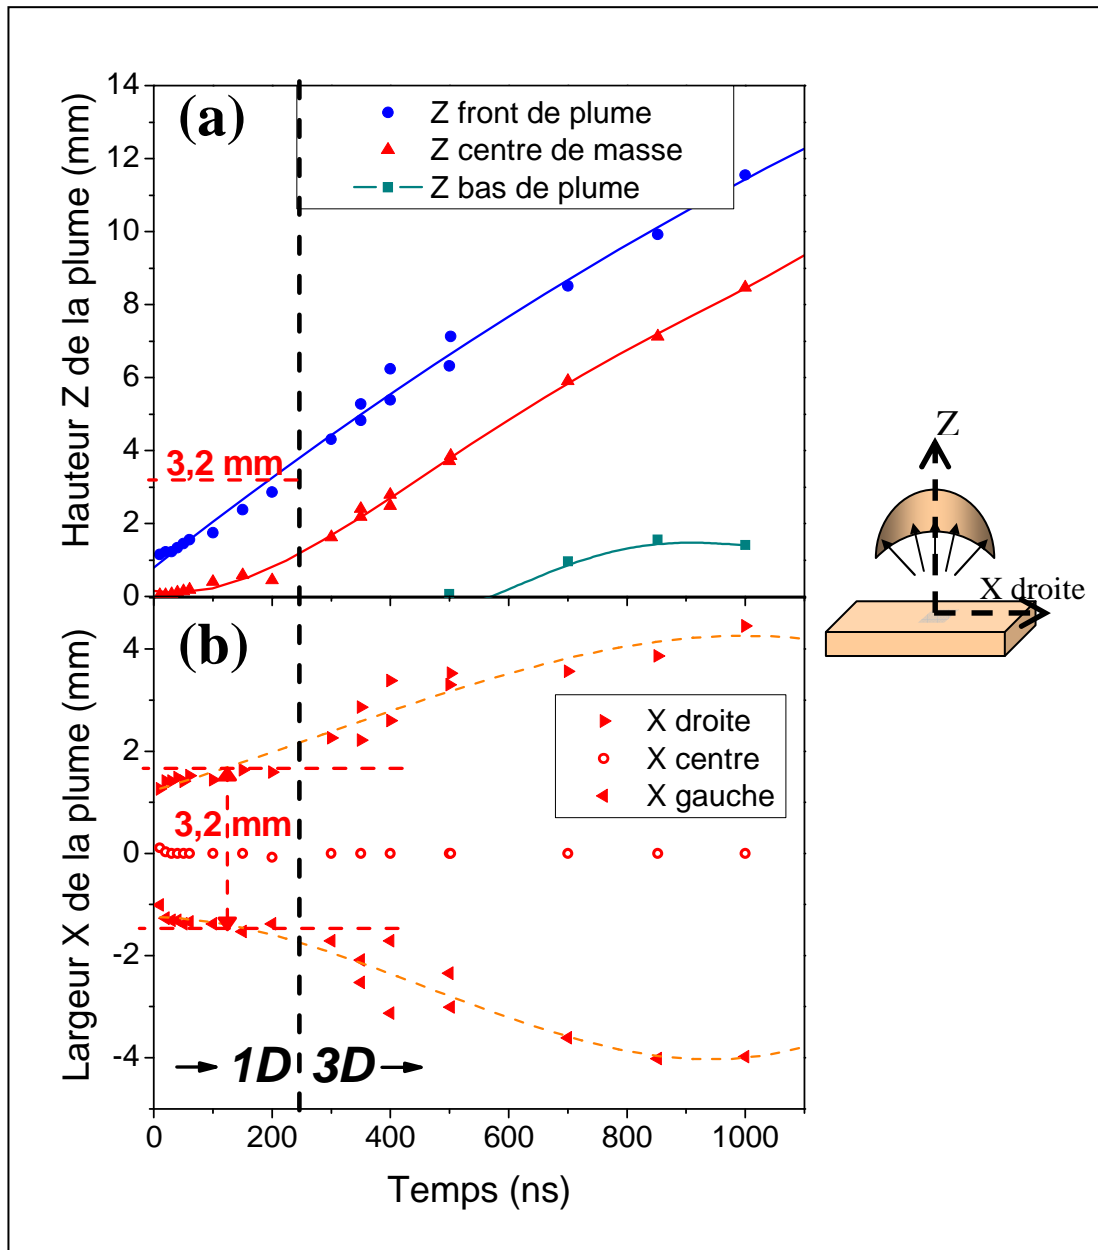 (a)
Z front de plume
Z centre de masse
Z bas de plume
Hauteur Z de la plume (mm)
14
12
10
8
6
4
2
0
3,2 mm
Z
X droite
(b)
X droite
X centre
X gauche
Largeur X de la plume (mm)
4
2
0
-2
-4
3,2 mm
1D 3D
0 200 400 600 800 1000
Temps (ns)